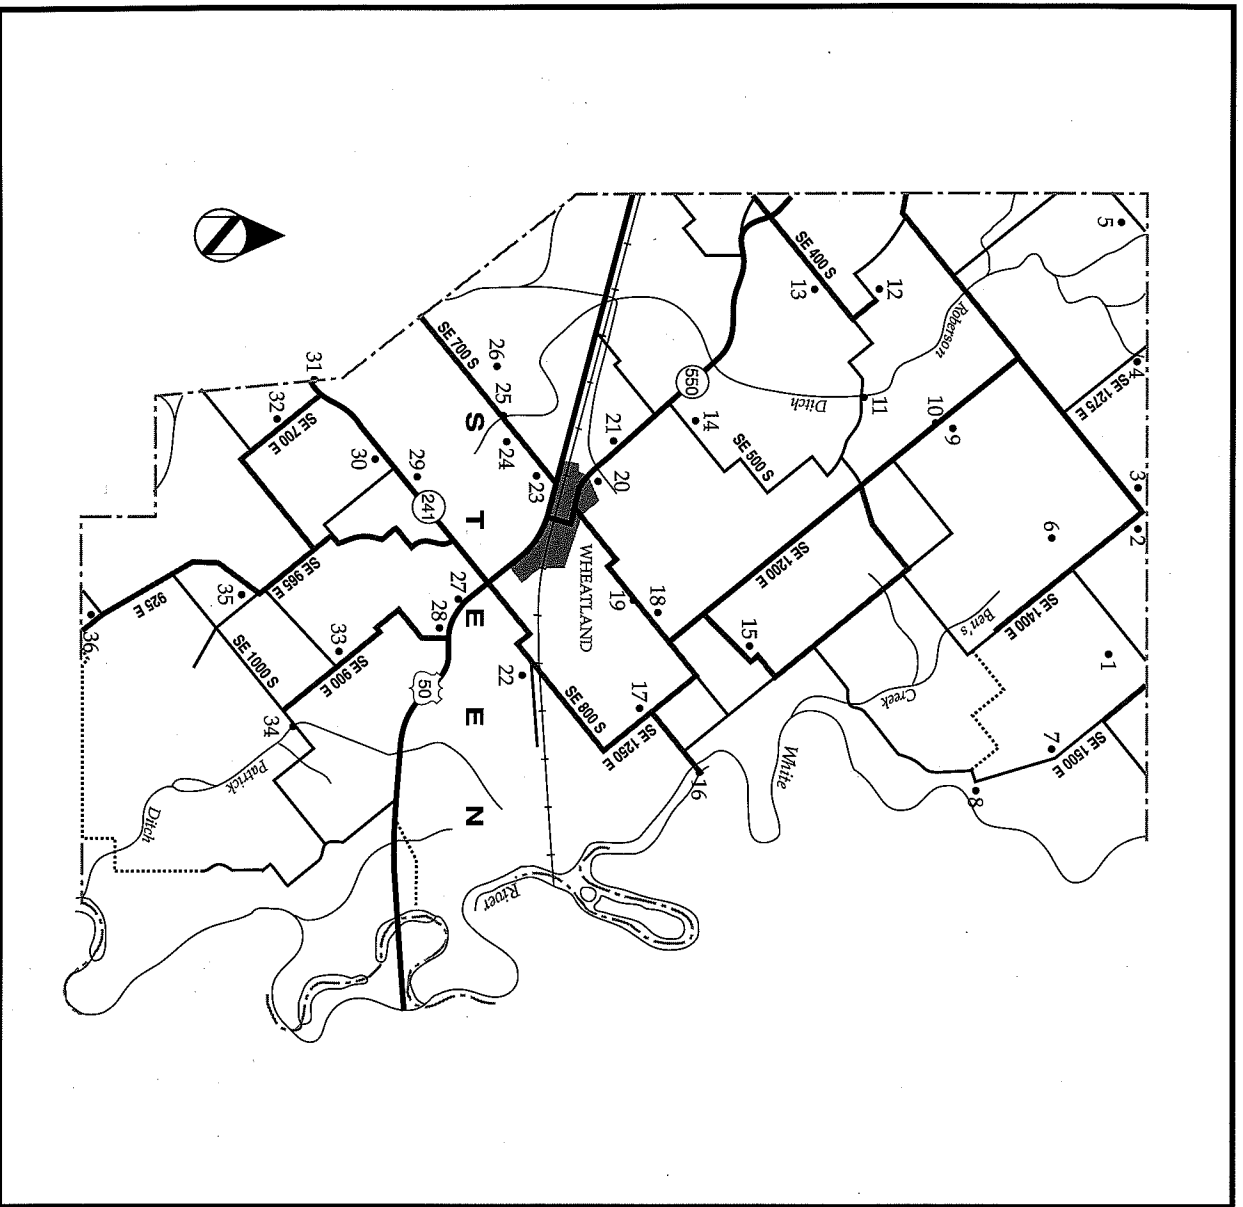 5
4
SE 1275 E
3
2
6
SE 1400 E
1
SE 1500 E
7
8
Ben's
Creek
Roberson
Ditch
12
13
SE 400 S
11
10
9
550
14
SE 500 S
SE 1200 E
15
White
21
20
WHEATLAND
19
18
17
16
SE 800 S
SE 1250 E
26
25
SE 700 S
24
23
22
STEEN
River
31
32
SE 700 E
30
29
241
27
28
50
SE 965 E
35
925 E
36
33
SE 900 E
SE 1000 S
34
Patrick
Ditch